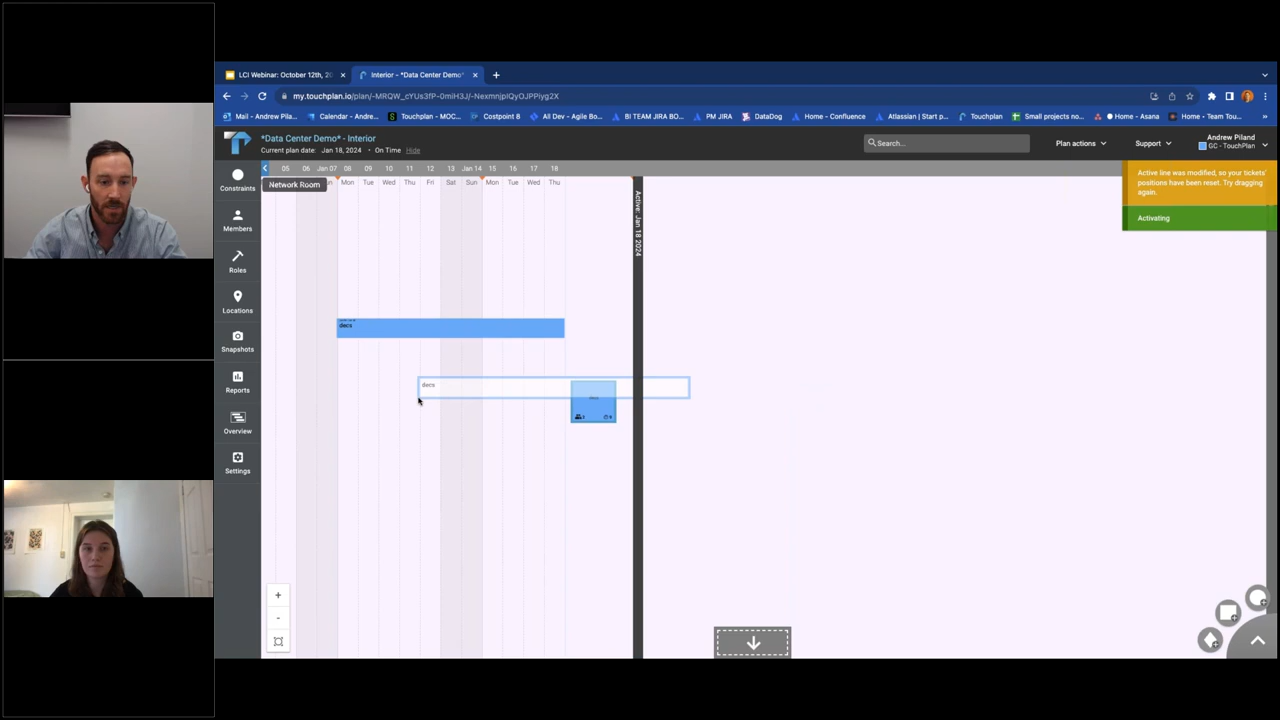 LCI Webinar: October 12th, 20
Interior - *Data Center Demo*
my.touchplan.io/plan/-MRQW_cYUs3fP-0miH3J/-NexmnjpIQyOJPPiyg2X
Mail - Andrew Pila...
Calendar - Andre...
Touchplan - MOC...
Costpoint 8
All Dev - Agile Bo...
BI TEAM JIRA BO...
PM JIRA
DataDog
Home - Confluence
Atlassian | Start p...
Touchplan
Small projects no...
Home - Asana
Home - Team Tou...
*Data Center Demo* - Interior
Current plan date: Jan 18, 2024 • On Time Hide
Search...
Plan actions
Support
Andrew Piland
GC - TouchPlan
05 06 Jan 07 08 09 10 11 12 13 Jan 14 15 16 17 18
Network Room
Mon Tue Wed Thu Fri Sat Sun Mon Tue Wed Thu
Constraints
Members
Roles
Locations
Snapshots
Reports
Overview
Settings
Active: Jan 18 2024
Active line was modified, so your tickets'
positions have been reset. Try dragging
again.
Activating
decs
decs
decs
+
-